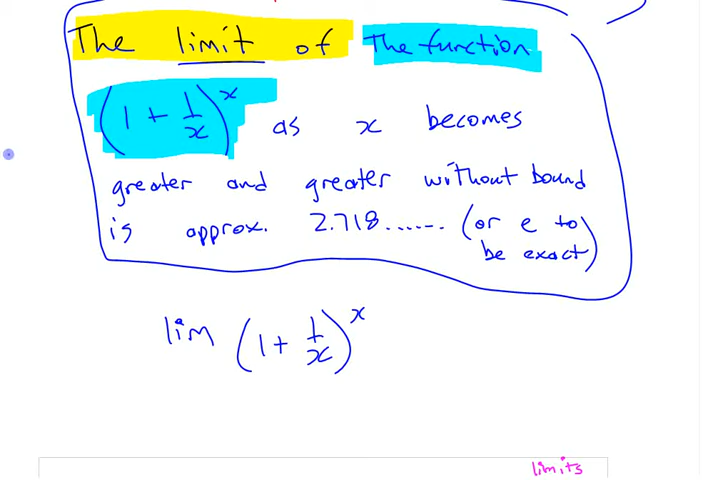 The limit of the function
(1 + 1/x)^x as x becomes
greater and greater without bound
is approx. 2.718...... (or e to
be exact)
lim (1 + 1/x)^x
limits